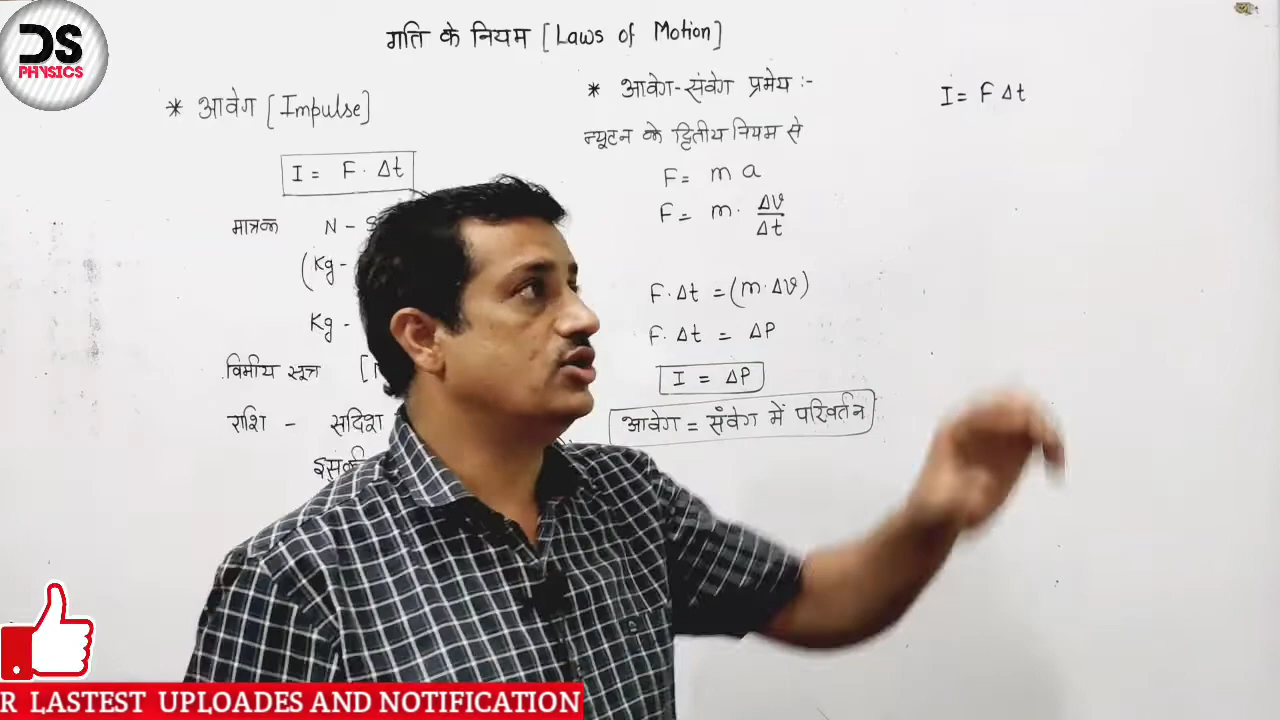 DS
PHYSICS
गति के नियम [Laws of Motion]
* आवेग [Impulse]
I = F · Δt
मात्रक N - S
(Kg -
Kg -
विमीय सूत्र [
राशि - सदिश
इसकी
* आवेग-संवेग प्रमेय :-
न्यूटन के द्वितीय नियम से
F = m a
F = m · Δv/Δt
F·Δt = (m·Δv)
F·Δt = ΔP
I = ΔP
आवेग = संवेग में परिवर्तन
I = F Δt
R LASTEST UPLOADES AND NOTIFICATION